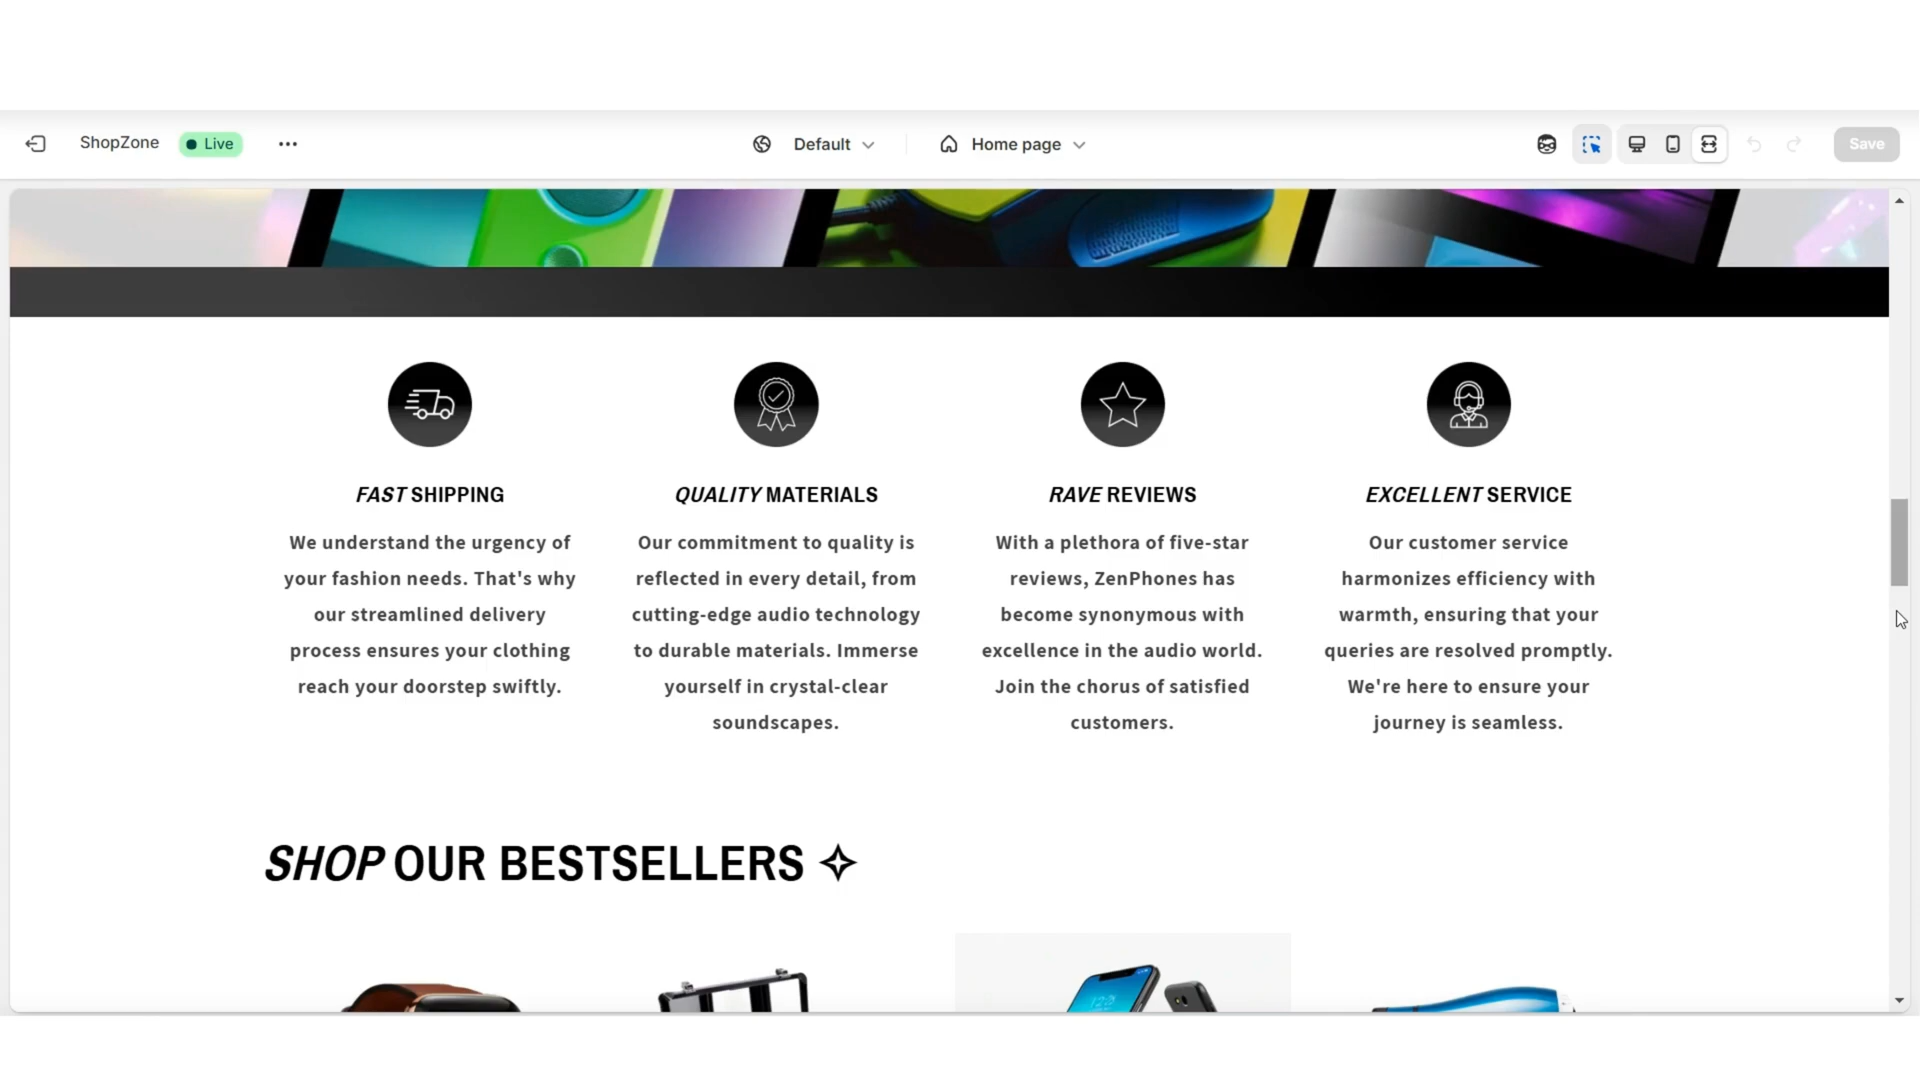 ShopZone Live Default Home page Save
FAST SHIPPING QUALITY MATERIALS RAVE REVIEWS EXCELLENT SERVICE
We understand the urgency of
your fashion needs. That's why
our streamlined delivery
process ensures your clothing
reach your doorstep swiftly.
Our commitment to quality is
reflected in every detail, from
cutting-edge audio technology
to durable materials. Immerse
yourself in crystal-clear
soundscapes.
With a plethora of five-star
reviews, ZenPhones has
become synonymous with
excellence in the audio world.
Join the chorus of satisfied
customers.
Our customer service
harmonizes efficiency with
warmth, ensuring that your
queries are resolved promptly.
We're here to ensure your
journey is seamless.
SHOP OUR BESTSELLERS